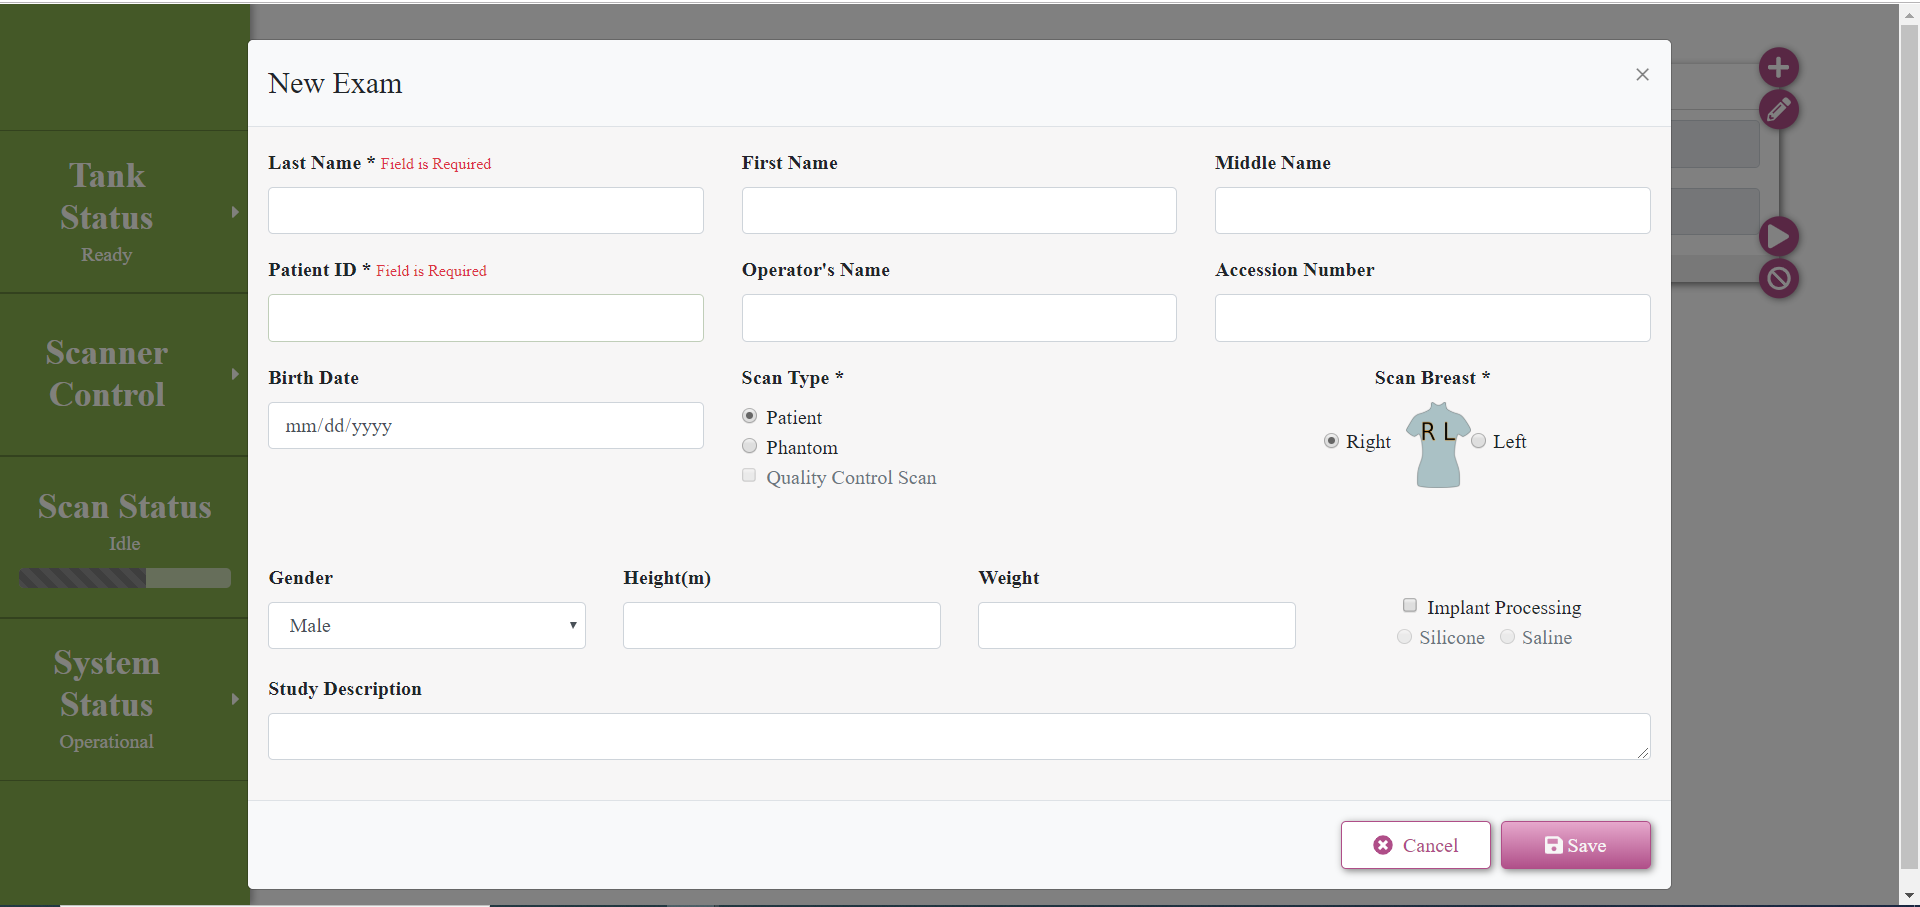 Tank
Status
Ready
Scanner
Control
Scan Status
Idle
System
Status
Operational
New Exam
×
Last Name * Field is Required
First Name
Middle Name
Patient ID * Field is Required
Operator's Name
Accession Number
Birth Date
mm/dd/yyyy
Scan Type *
Patient
Phantom
Quality Control Scan
Scan Breast *
Right
R L
Left
Gender
Male
Height(m)
Weight
Implant Processing
Silicone
Saline
Study Description
Cancel
Save